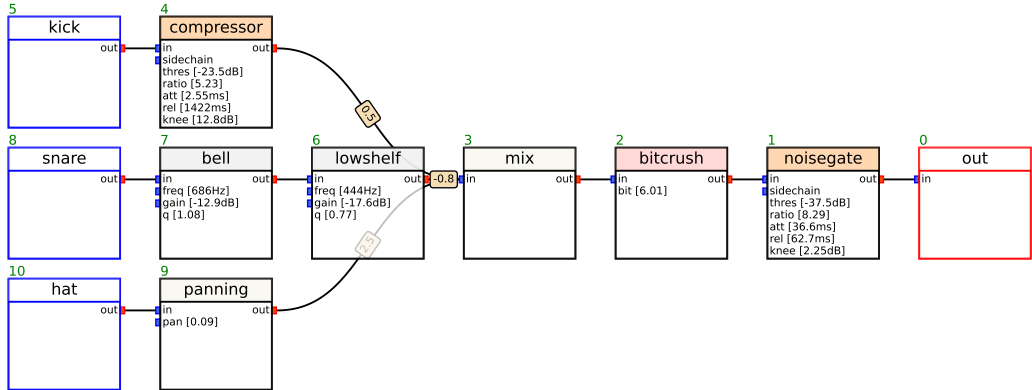 5
kick
out
4
compressor
in out
sidechain
thres [-23.5dB]
ratio [5.23]
att [2.55ms]
rel [1422ms]
knee [12.8dB]
0.5
8
snare
out
7
bell
in out
freq [686Hz]
gain [-12.9dB]
q [1.08]
6
lowshelf
in out
freq [444Hz]
gain [-17.6dB]
q [0.77]
-0.8
3
mix
in out
2
bitcrush
in out
bit [6.01]
1
noisegate
in out
sidechain
thres [-37.5dB]
ratio [8.29]
att [36.6ms]
rel [62.7ms]
knee [2.25dB]
0
out
in
10
hat
out
9
panning
in out
pan [0.09]
2.5